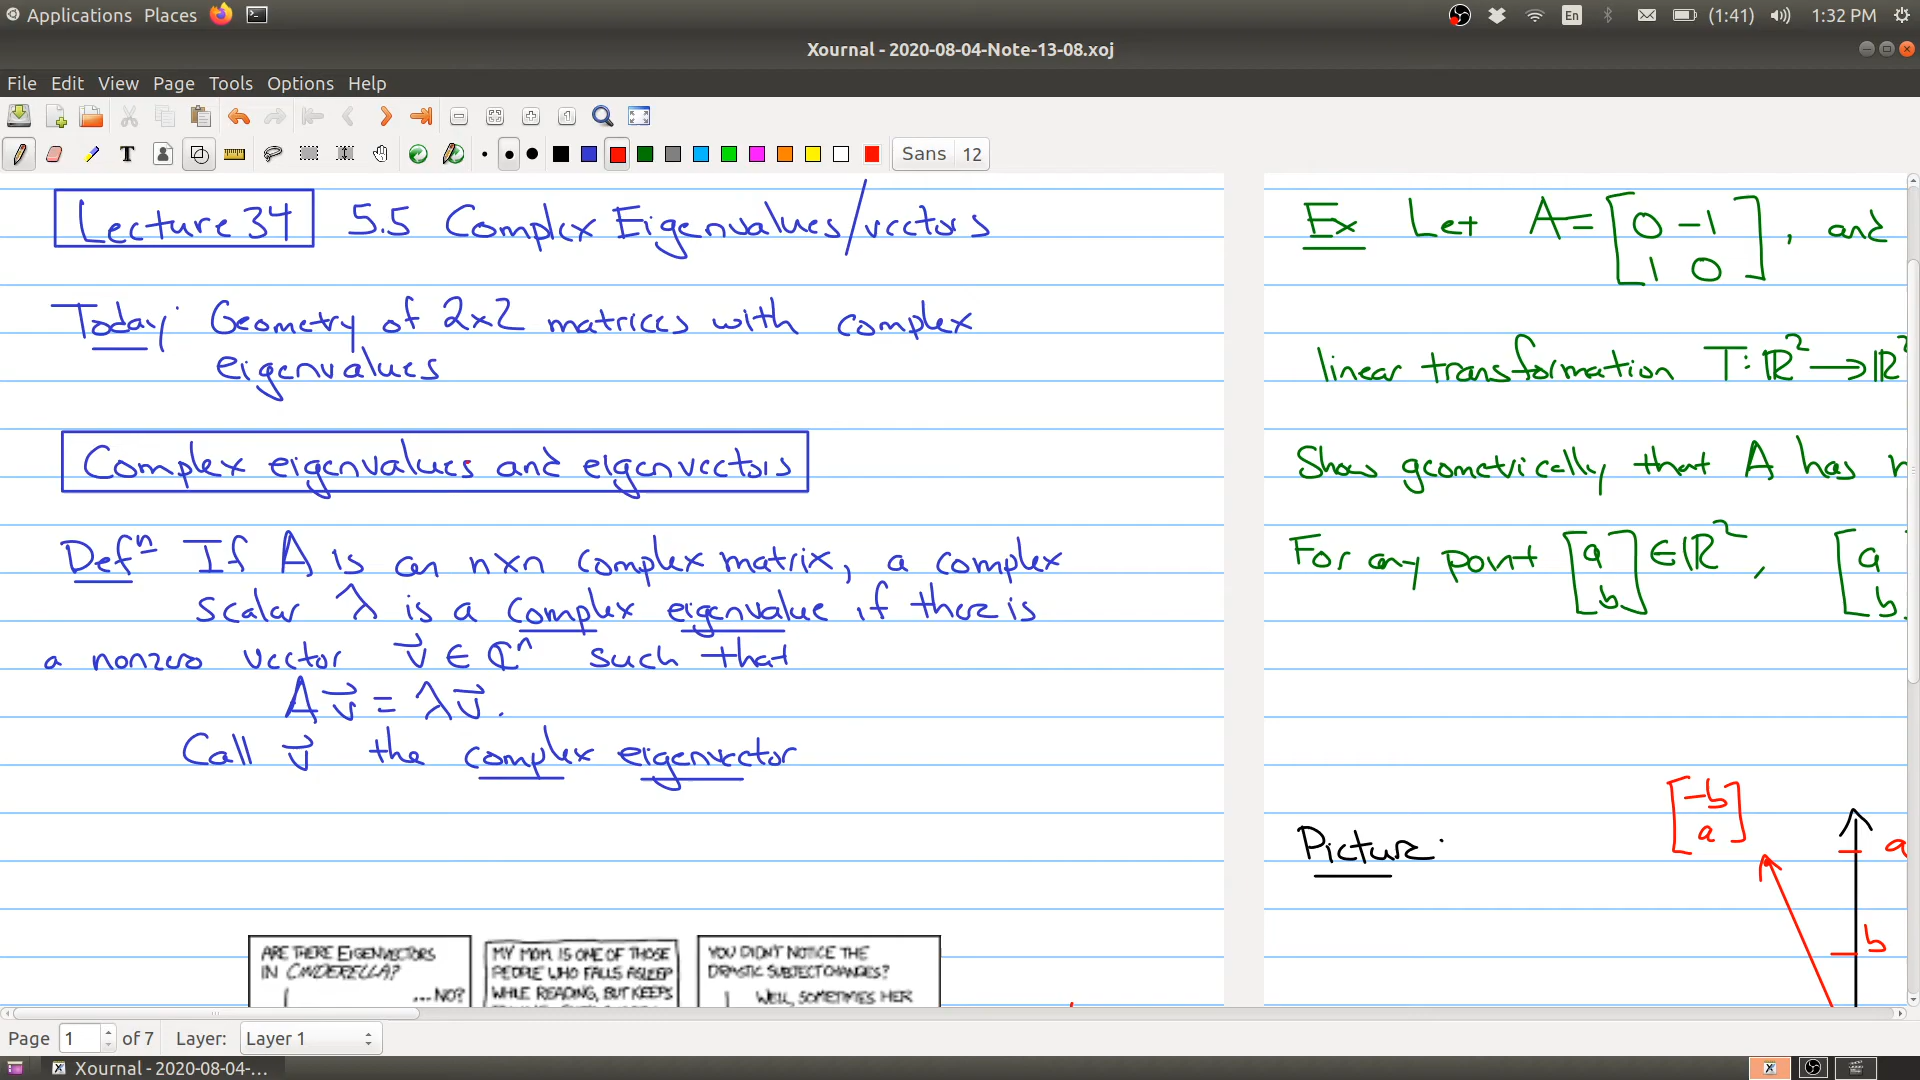 Applications Places En (1:41) 1:32 PM
Xournal - 2020-08-04-Note-13-08.xoj
File Edit View Page Tools Options Help
Sans 12
Lecture 34 5.5 Complex Eigenvalues/vectors
Today: Geometry of 2x2 matrices with complex
eigenvalues
Complex eigenvalues and eigenvectors
Defn If A is an nxn complex matrix, a complex
scalar λ is a complex eigenvalue if there is
a nonzero vector v⃗ ∈ ℂⁿ such that
Av⃗ = λv⃗.
Call v⃗ the complex eigenvector
ARE THERE EIGENVECTORS
IN CINDERELLA?
...NO?
MY MOM IS ONE OF THOSE
PEOPLE WHO FALLS ASLEEP
WHILE READING, BUT KEEPS
YOU DIDN'T NOTICE THE
DRASTIC SUBJECT CHANGES?
WELL, SOMETIMES HER
Ex Let A = [0 -1
1 0], and
linear transformation T: ℝ² → ℝ²
Show geometrically that A has
For any point [a
b] ∈ ℝ², [a
b
[-b
a]
Picture:
a
b
Page 1 of 7 Layer: Layer 1
Xournal - 2020-08-04-...